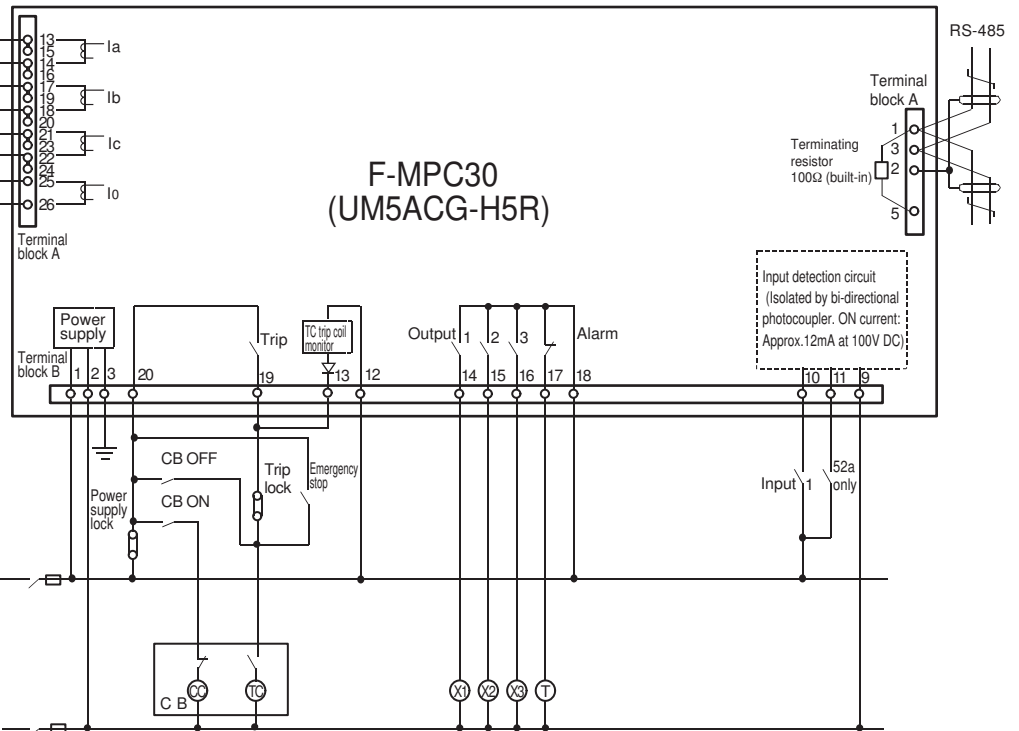 13
15
14
16
17
19
18
20
21
23
22
24
25
26
Ia
Ib
Ic
I0
Terminal
block A
F-MPC30
(UM5ACG-H5R)
RS-485
Terminal
block A
1
3
2
5
Terminating
resistor
100Ω (built-in)
Input detection circuit
(Isolated by bi-directional
photocoupler. ON current:
Approx.12mA at 100V DC)
Power
supply
Terminal
block B
1 2 3 20 19 13 12 14 15 16 17 18 10 11 9
Trip
TC trip coil
monitor
Output 1 2 3 Alarm
CB OFF
CB ON
Power
supply
lock
Trip
lock
Emergency
stop
Input 1
52a
only
CC
TC
C B
X1 X2 X3 T